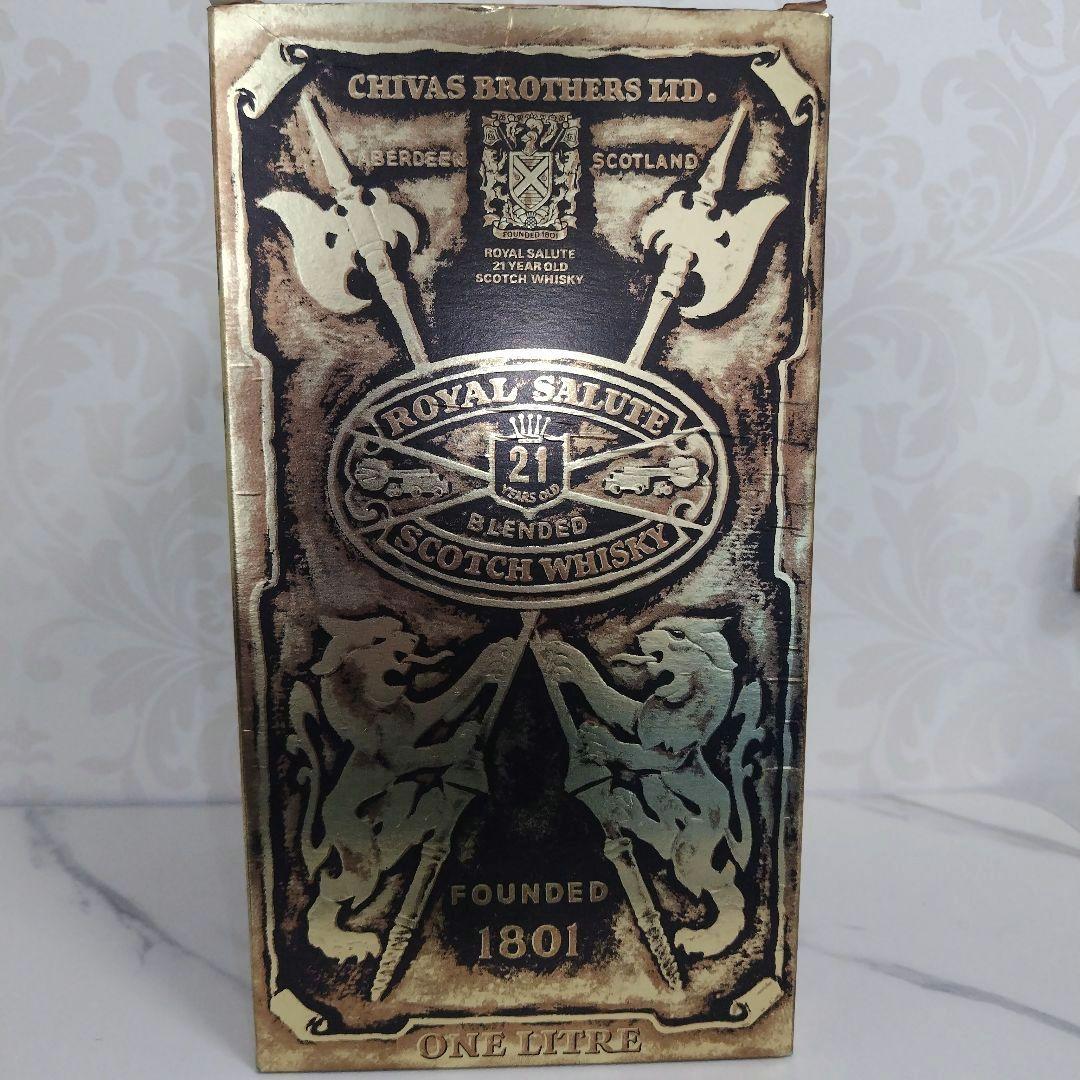 CHIVAS BROTHERS LTD.
ABERDEEN SCOTLAND
FOUNDED 1801
ROYAL SALUTE
21 YEAR OLD
SCOTCH WHISKY
ROYAL SALUTE
21
YEARS OLD
BLENDED
SCOTCH WHISKY
FOUNDED
1801
ONE LITRE